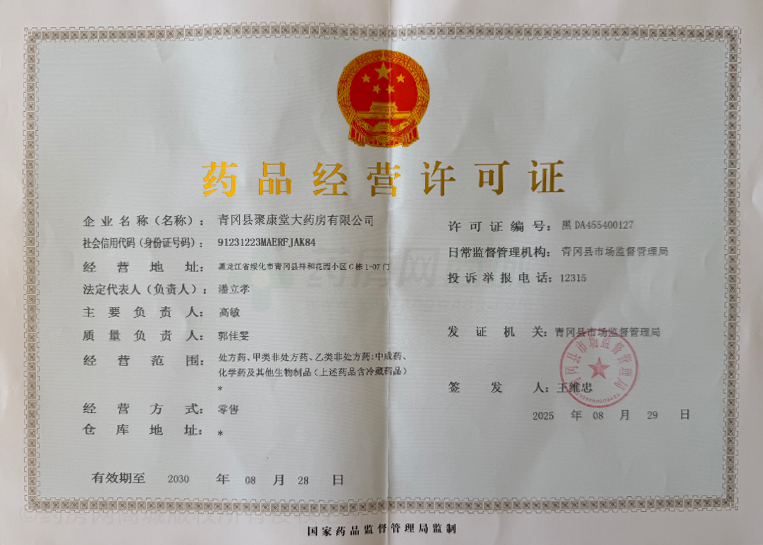 药品经营许可证
企业名称（名称）：青冈县聚康堂大药房有限公司
社会信用代码（身份证号码）：91231223MAERFJAK84
经营地址：黑龙江省绥化市青冈县祥和花园小区C栋1-07门
法定代表人（负责人）：潘立孝
主要负责人：高敏
质量负责人：郭佳雯
经营范围：处方药、甲类非处方药、乙类非处方药:中成药、
化学药及其他生物制品（上述药品含冷藏药品）
*
经营方式：零售
仓库地址：*
有效期至 2030 年 08 月 28 日
许可证编号：黑DA455400127
日常监督管理机构：青冈县市场监督管理局
投诉举报电话：12315
发证机关：青冈县市场监督管理局
青冈县市场监督管理局
签发人：王维忠
2025 年 08 月 29 日
国家药品监督管理局监制